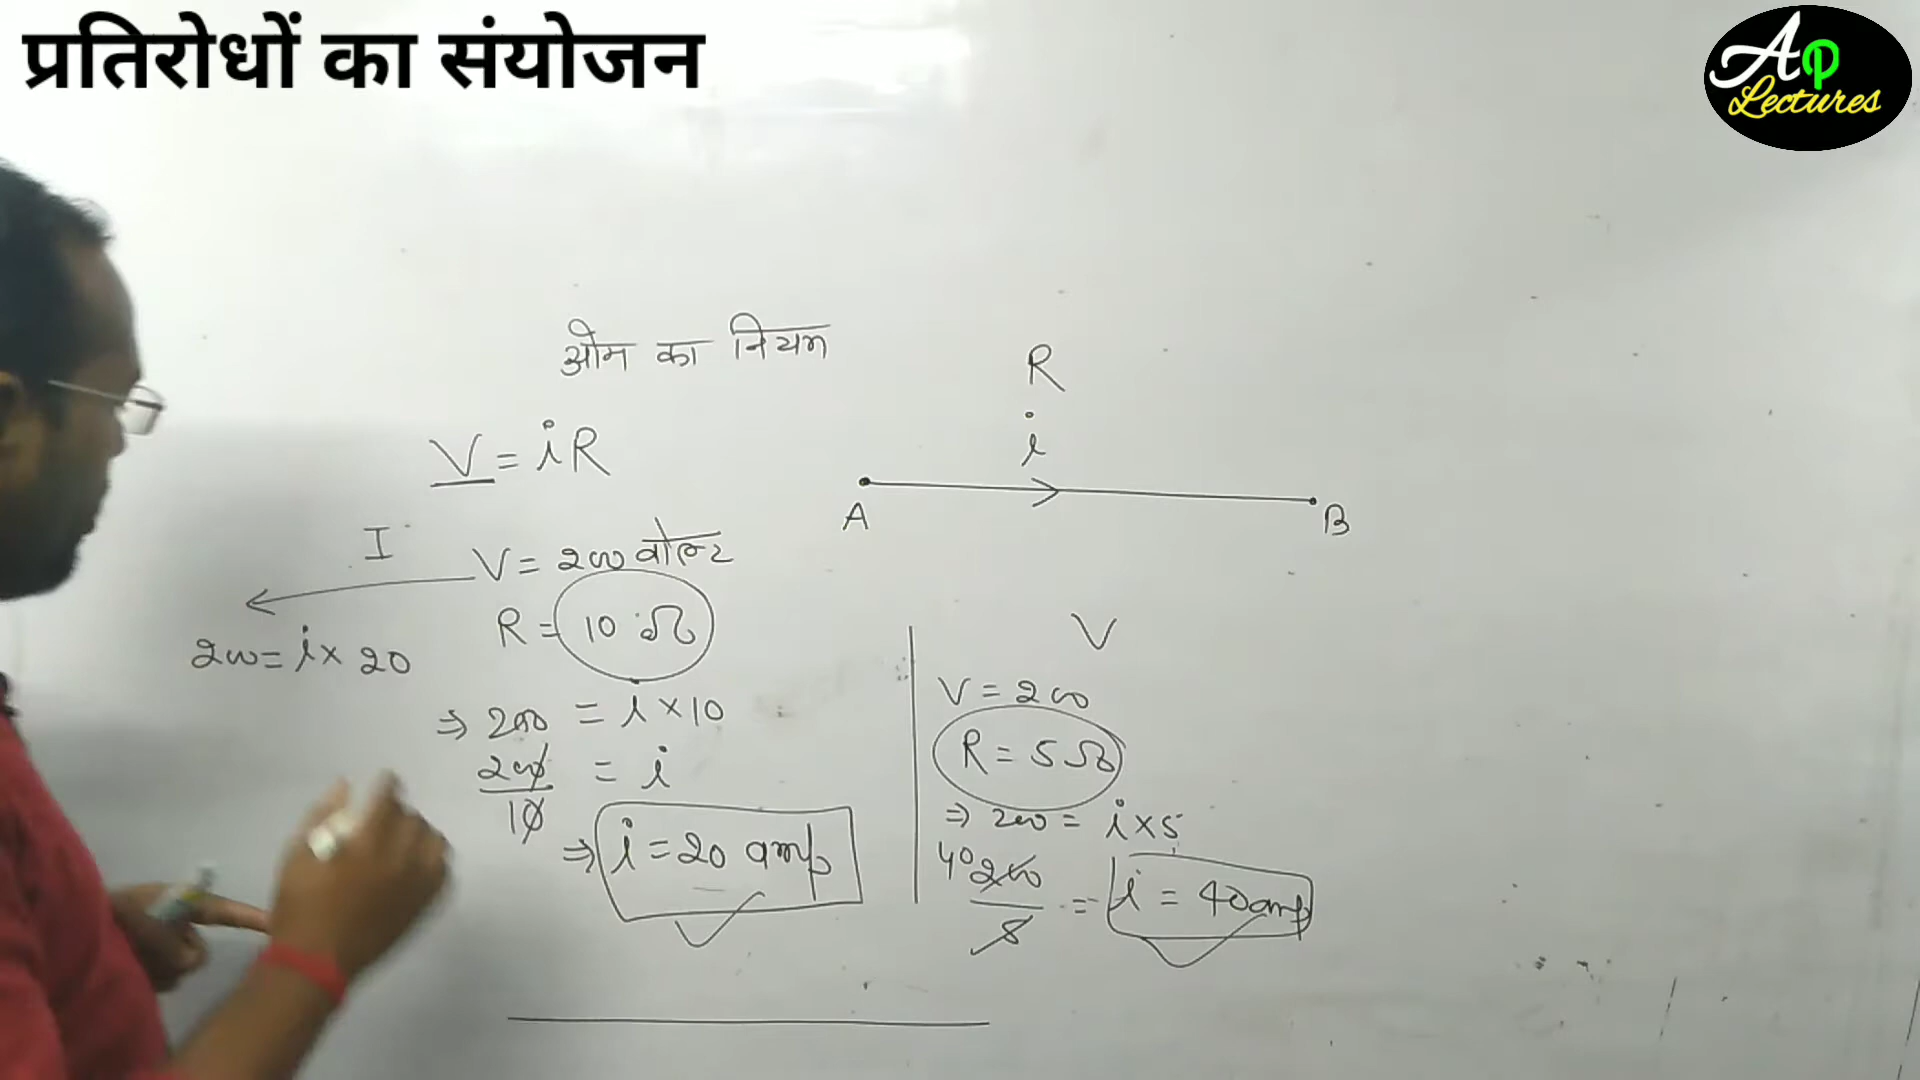 प्रतिरोधों का संयोजन
Ap
Lectures
ओम का नियम
V = iR
R
i
A
B
I
V = 200 वोल्ट
R = 10 Ω
200 = i × 20
⇒ 200 = i × 10
200 / 10 = i
⇒ i = 20 amp
V
V = 200
R = 5 Ω
⇒ 200 = i × 5
40 200 / 5 = i = 40 amp